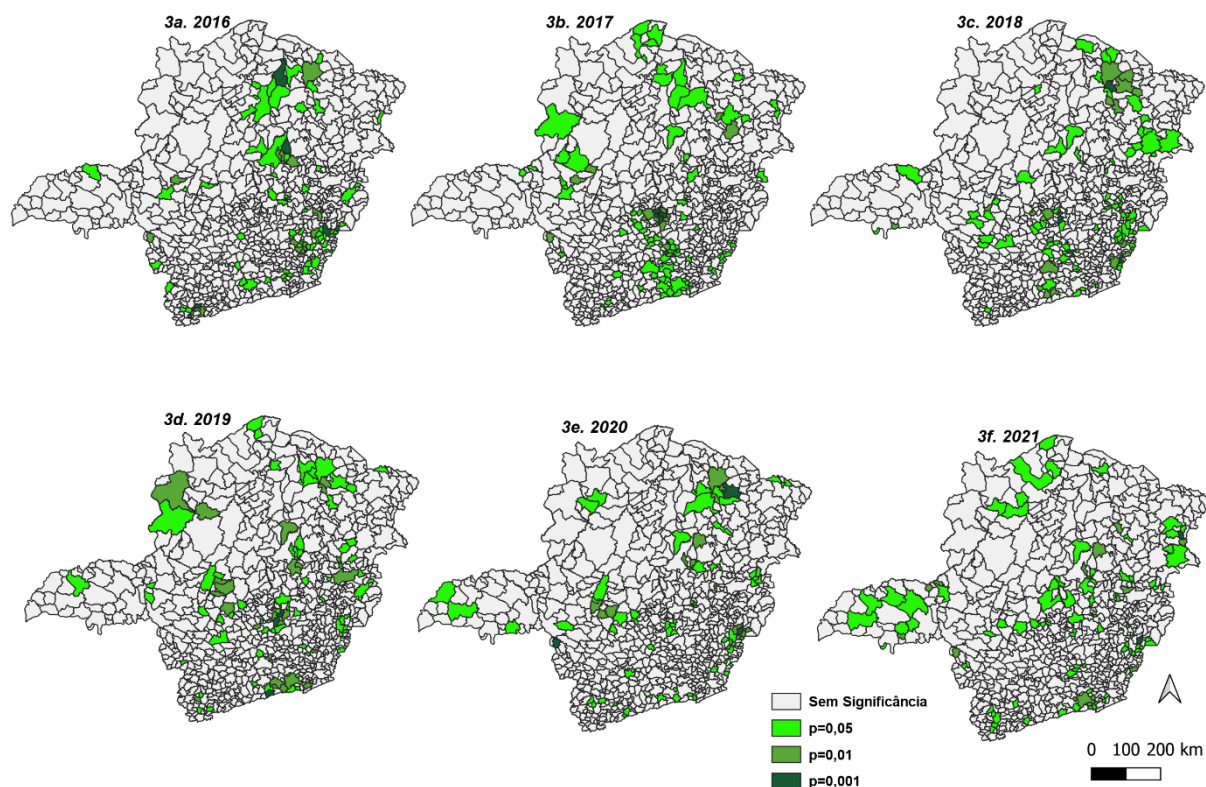 3a. 2016
3b. 2017
3c. 2018
3d. 2019
3e. 2020
3f. 2021
Sem Significância
p=0,05
p=0,01
p=0,001
0 100 200 km